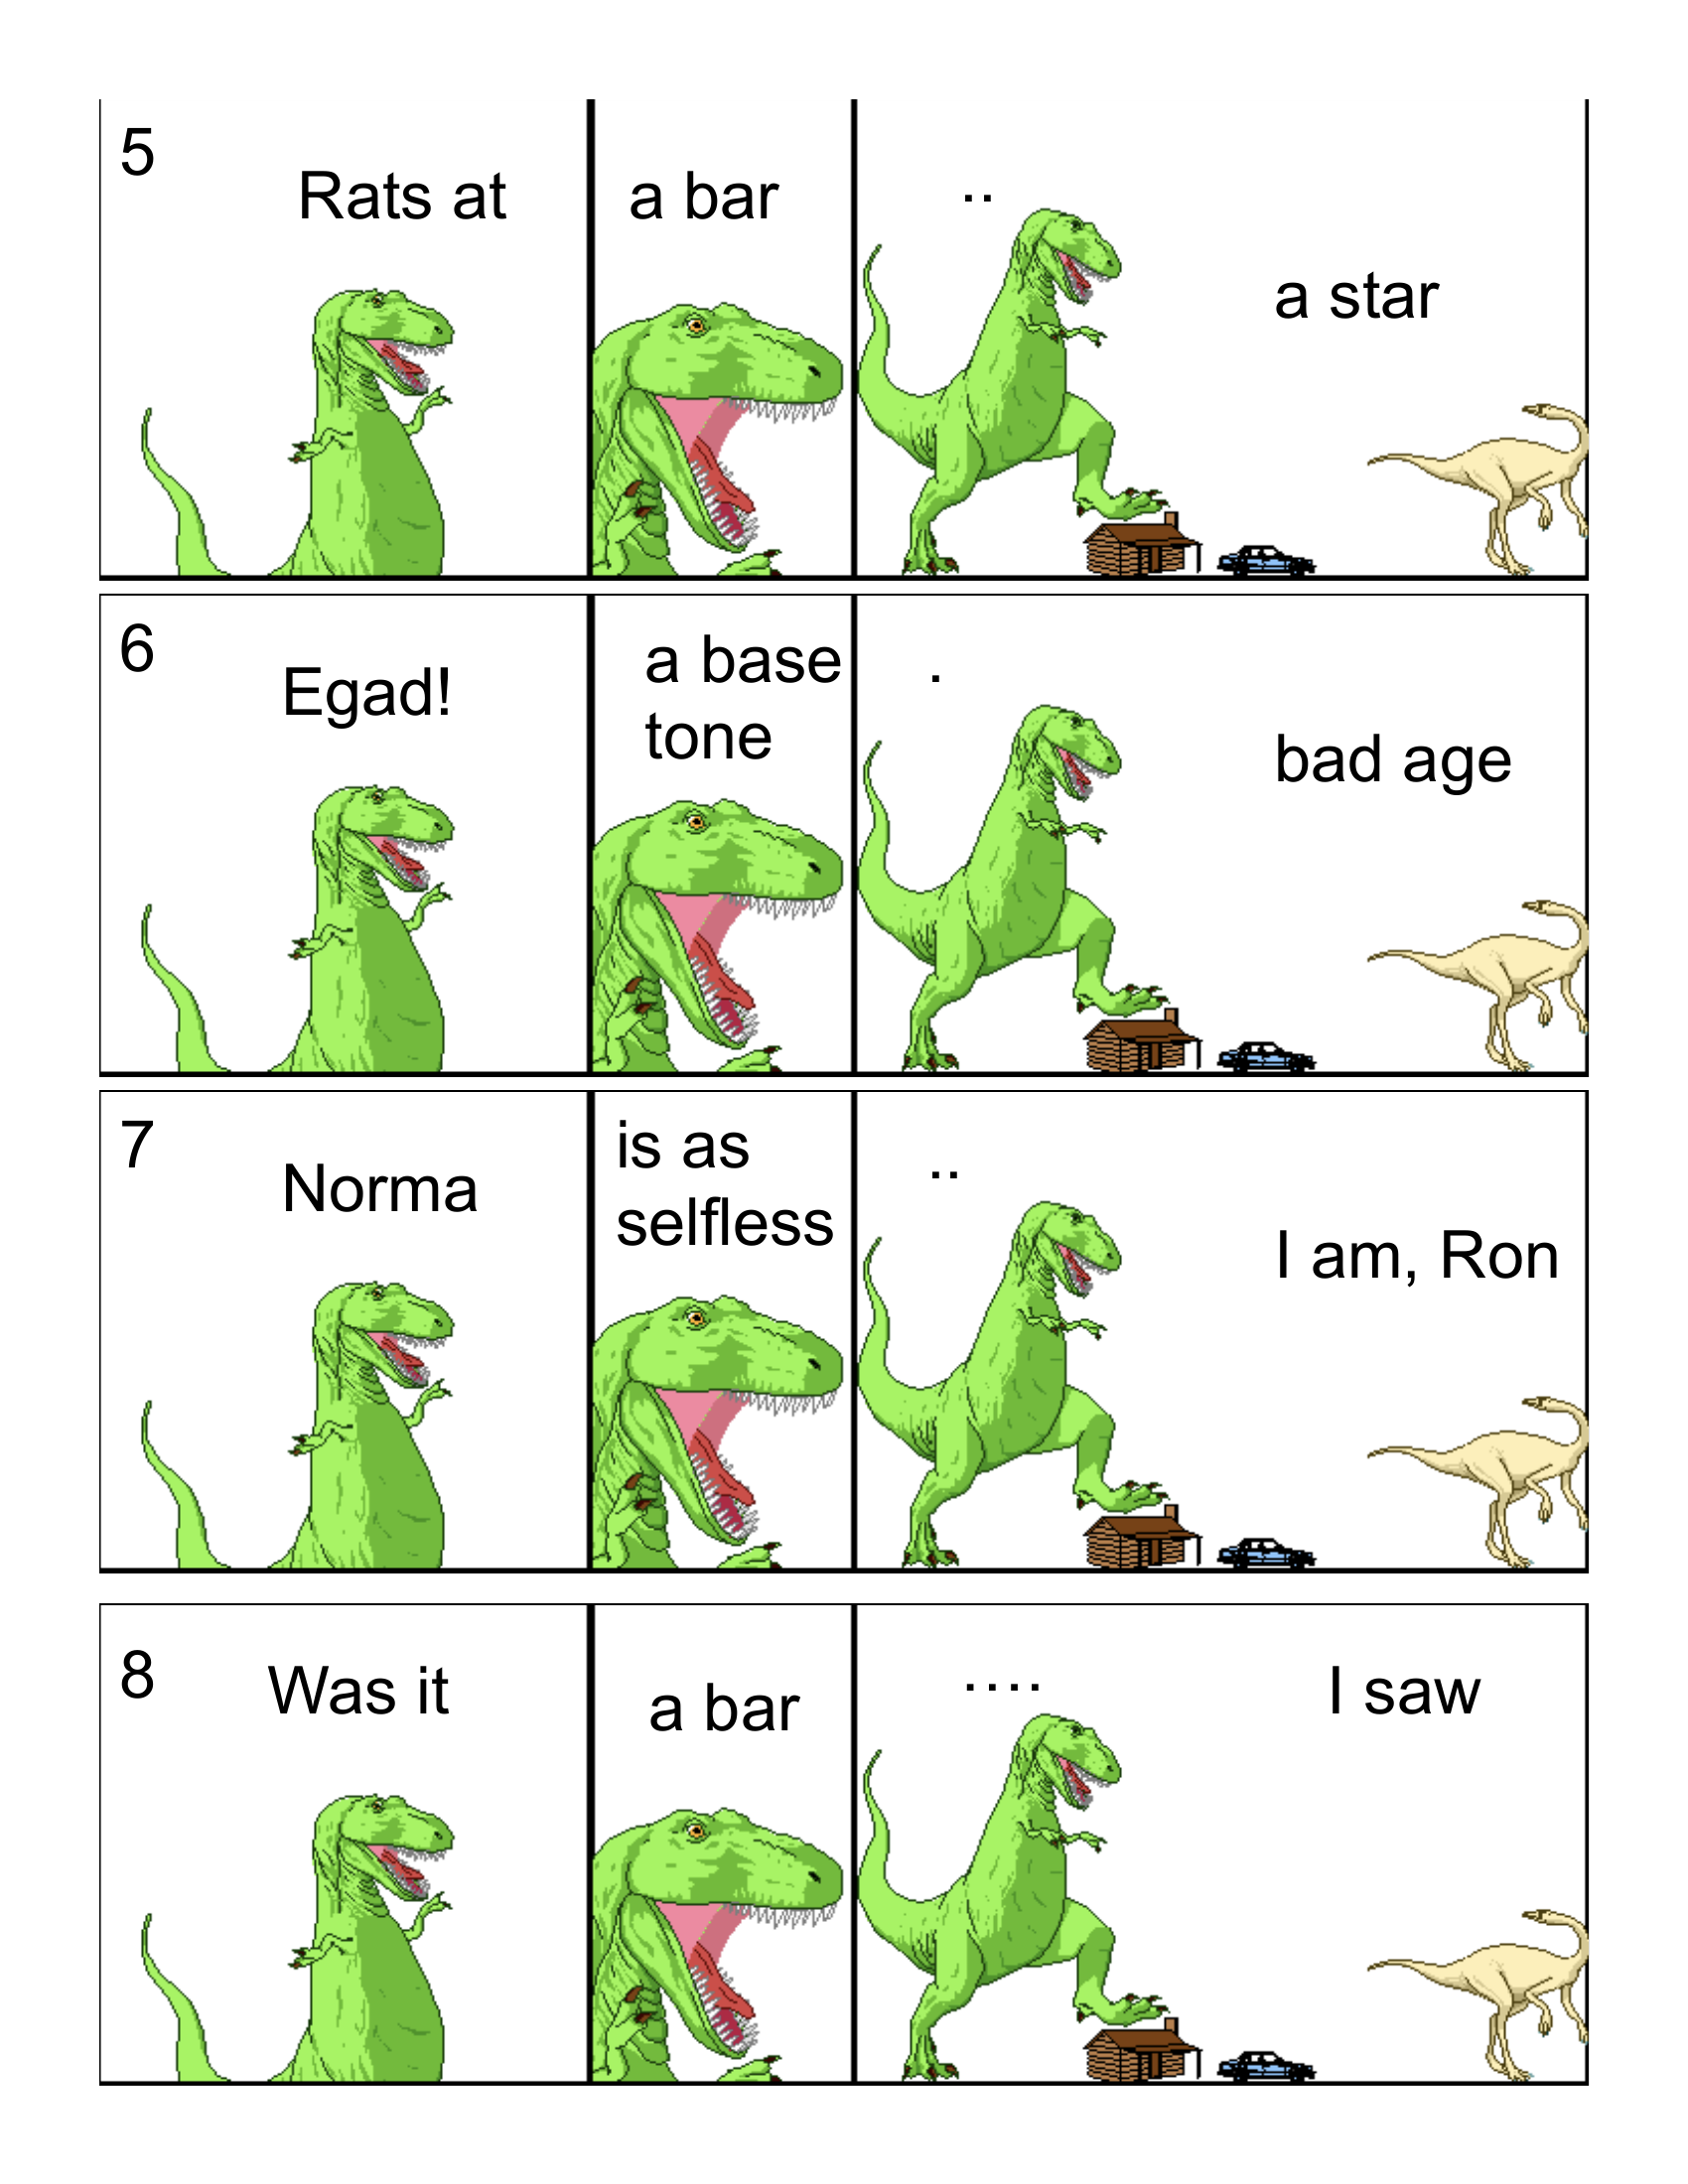 5
Rats at
a bar
..
a star
6
Egad!
a base
tone
.
bad age
7
Norma
is as
selfless
..
I am, Ron
8
Was it
a bar
....
I saw